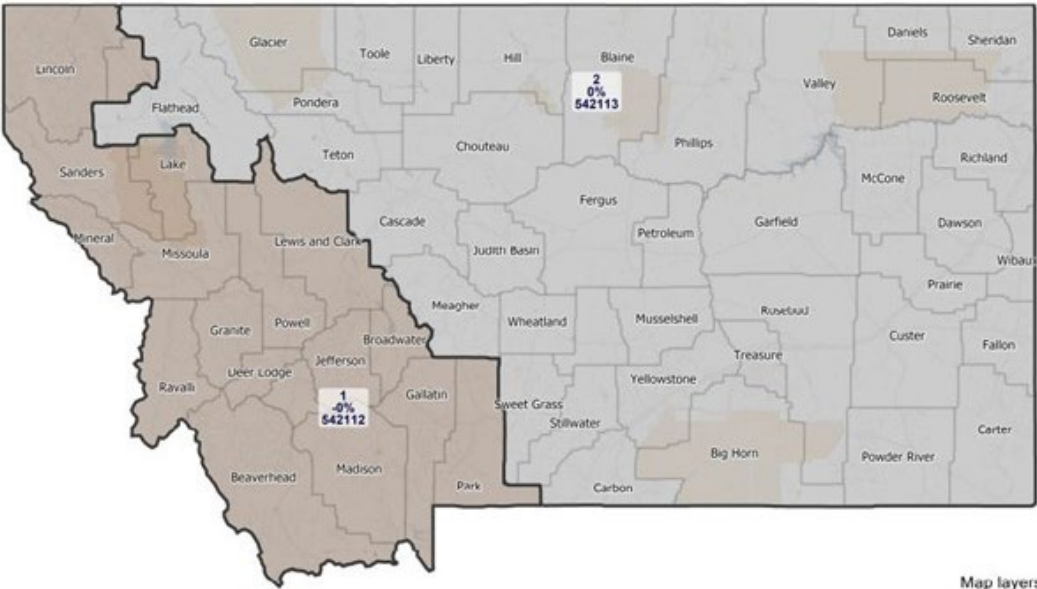 Glacier
Toole
Liberty
Hill
Blaine
Daniels
Sheridan
Lincoln
2
0%
542113
Valley
Roosevelt
Flathead
Pondera
Phillips
Chouteau
Teton
Lake
Sanders
Richland
McCone
Fergus
Cascade
Garfield
Dawson
Petroleum
Mineral
Lewis and Clark
Missoula
Judith Basin
Wibau
Prairie
Meagher
Wheatland
Musselshell
Rosebud
Granite
Powell
Broadwater
Custer
Fallon
Jefferson
Treasure
Deer Lodge
Yellowstone
Ravalli
1
-0%
542112
Gallatin
Sweet Grass
Stillwater
Carter
Big Horn
Powder River
Beaverhead
Madison
Park
Carbon
Map layers